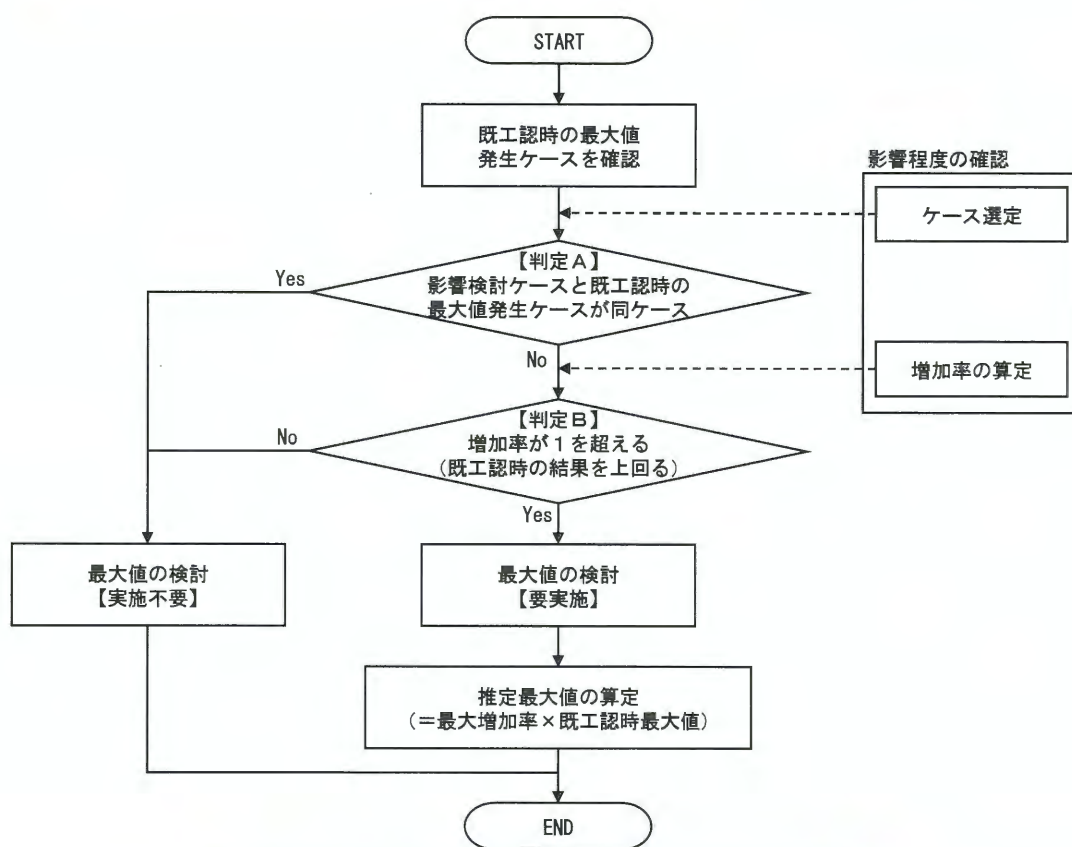 START
既工認時の最大値
発生ケースを確認
影響程度の確認
ケース選定
【判定A】
影響検討ケースと既工認時の
最大値発生ケースが同ケース
Yes
No
増加率の算定
【判定B】
増加率が1を超える
(既工認時の結果を上回る)
No
Yes
最大値の検討
【実施不要】
最大値の検討
【要実施】
推定最大値の算定
(=最大増加率×既工認時最大値)
END